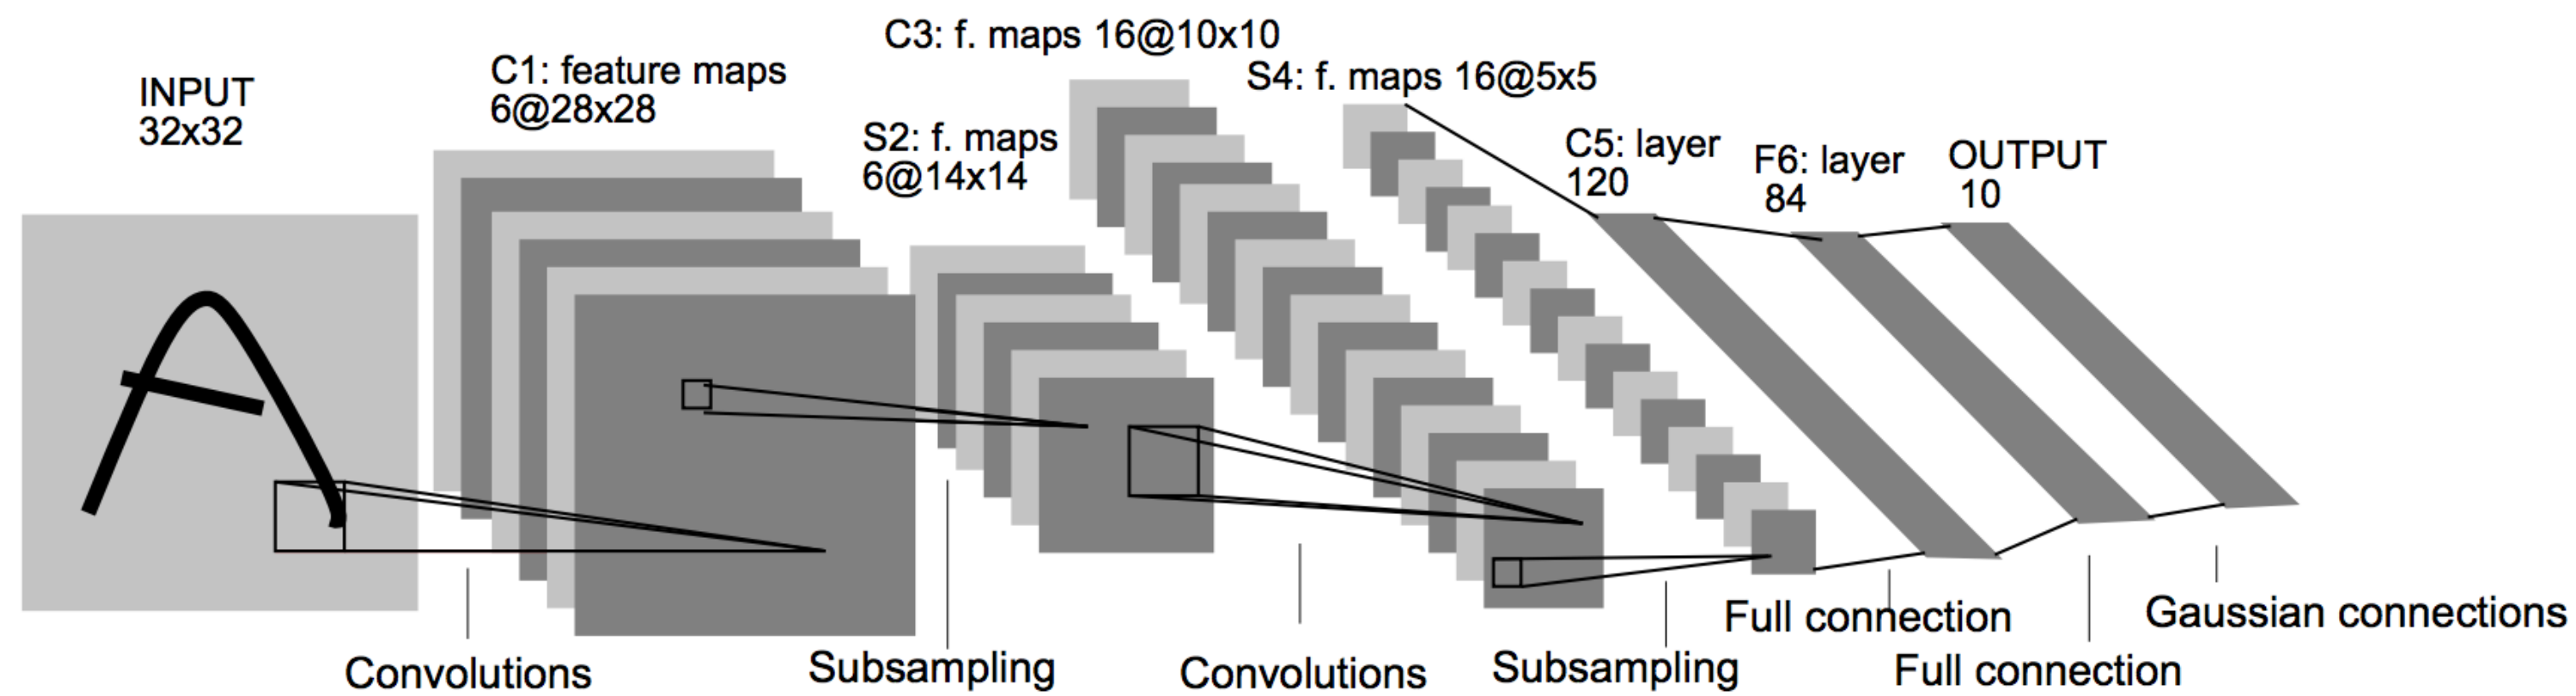 INPUT
32x32
C1: feature maps
6@28x28
S2: f. maps
6@14x14
C3: f. maps 16@10x10
S4: f. maps 16@5x5
C5: layer
120
F6: layer
84
OUTPUT
10
Convolutions
Subsampling
Convolutions
Subsampling
Full connection
Full connection
Gaussian connections